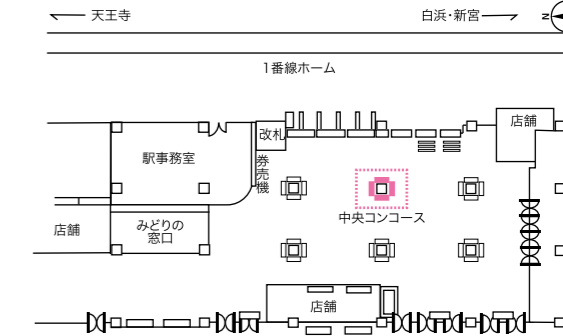 天王寺
白浜・新宮
N
1番線ホーム
改札
店舗
駅事務室
券売機
中央コンコース
店舗
みどりの
窓口
店舗